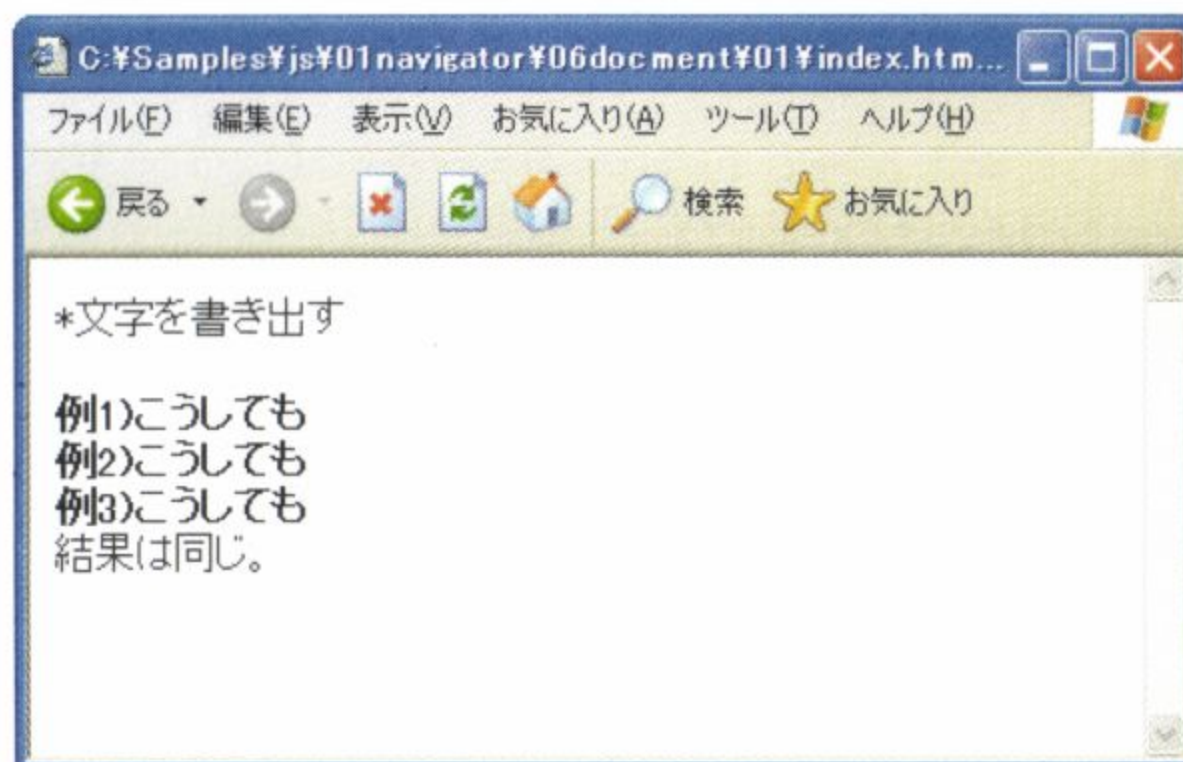 C:¥Samples¥js¥01navigator¥06docment¥01¥index.htm...
ファイル(F) 編集(E) 表示(V) お気に入り(A) ツール(T) ヘルプ(H)
戻る 検索 お気に入り
*文字を書き出す
例1)こうしても
例2)こうしても
例3)こうしても
結果は同じ。